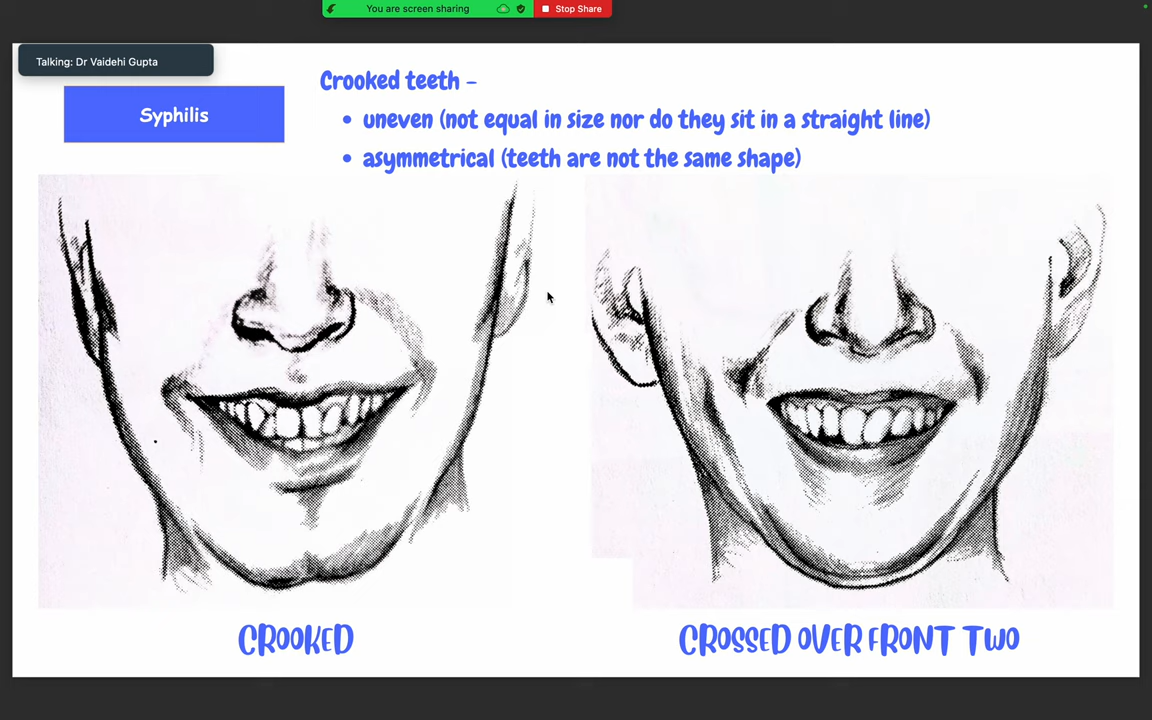 You are screen sharing
Stop Share
Talking: Dr Vaidehi Gupta
Syphilis
Crooked teeth -
• uneven (not equal in size nor do they sit in a straight line)
• asymmetrical (teeth are not the same shape)
CROOKED
CROSSED OVER FRONT TWO